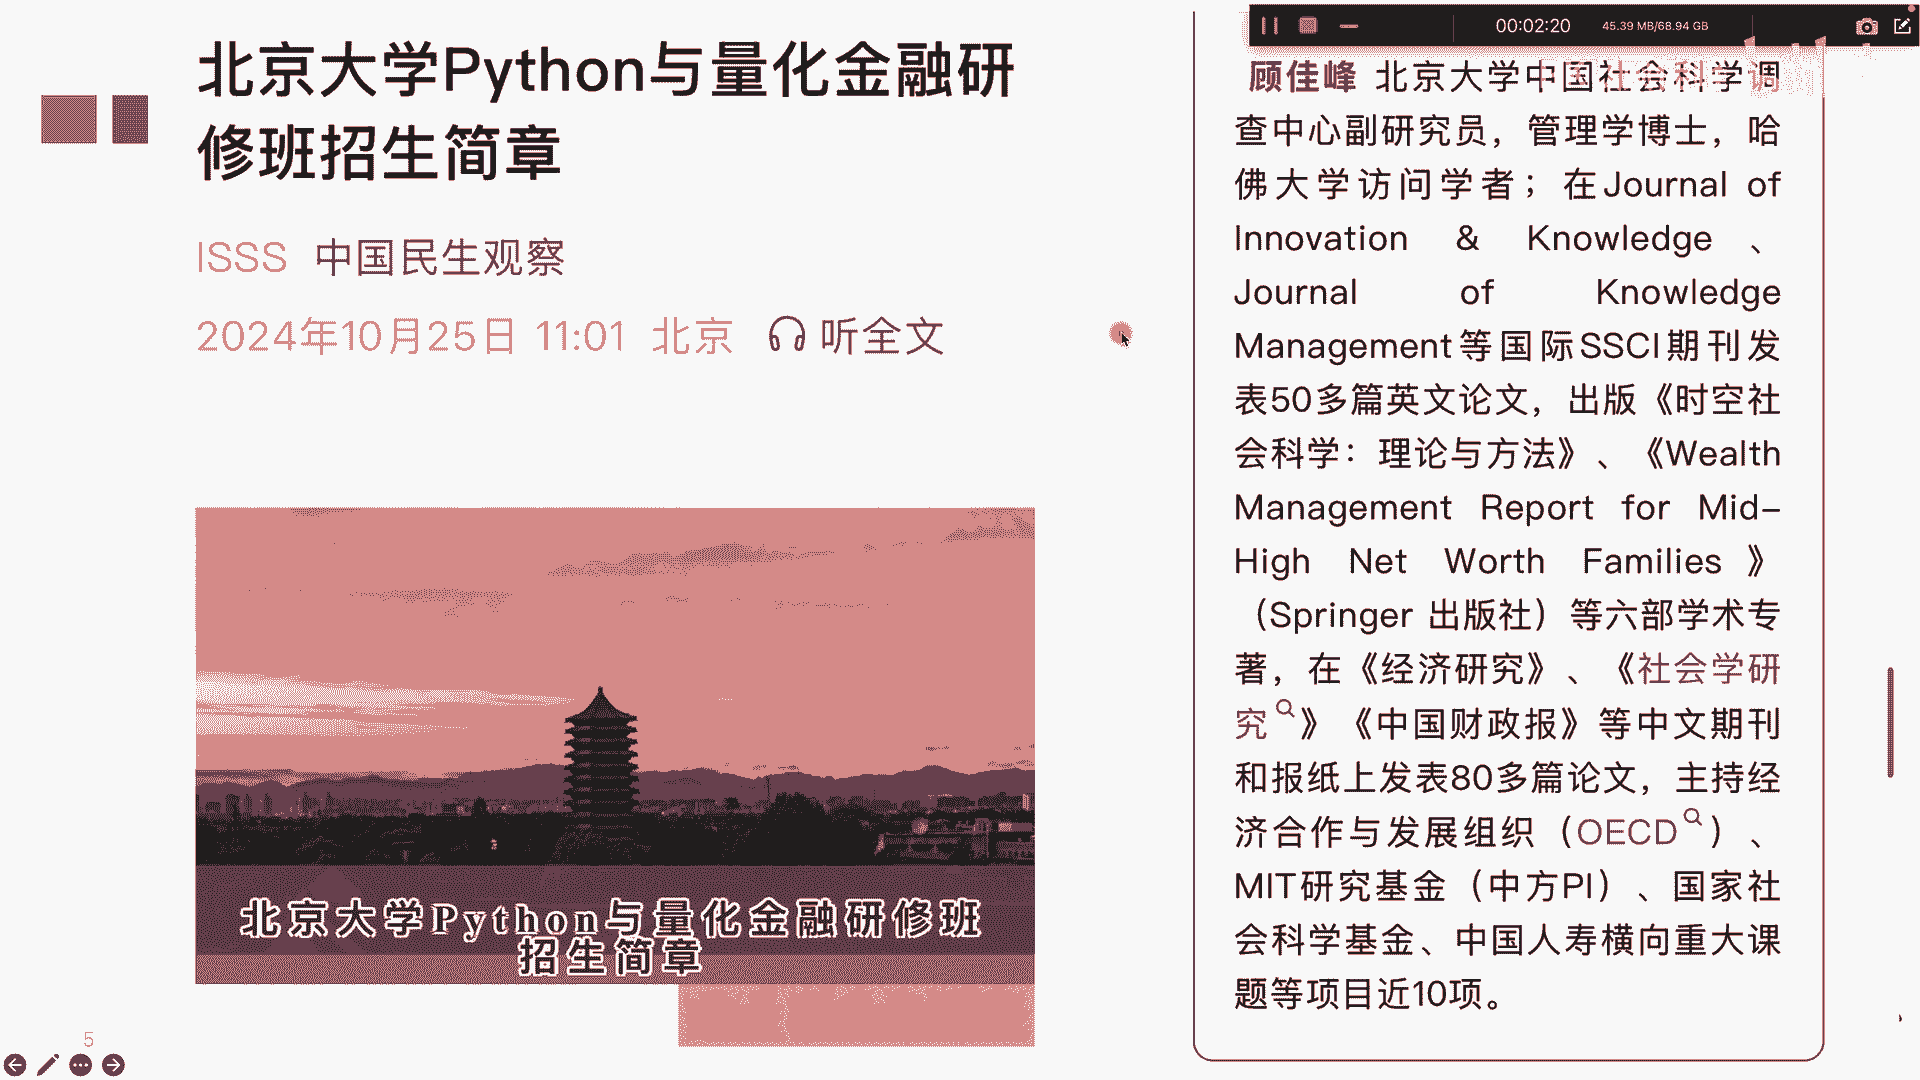 北京大学Python与量化金融研
修班招生简章
ISSS 中国民生观察
2024年10月25日 11:01 北京 听全文
北京大学Python与量化金融研修班
招生简章
5
00:02:20 45.39 MB/68.94 GB
顾佳峰 北京大学中国社会科学调
查中心副研究员，管理学博士，哈
佛大学访问学者；在Journal of
Innovation & Knowledge 、
Journal of Knowledge
Management等国际SSCI期刊发
表50多篇英文论文，出版《时空社
会科学：理论与方法》、《Wealth
Management Report for Mid-
High Net Worth Families 》
（Springer 出版社）等六部学术专
著，在《经济研究》、《社会学研
究》《中国财政报》等中文期刊
和报纸上发表80多篇论文，主持经
济合作与发展组织（OECD）、
MIT研究基金（中方PI）、国家社
会科学基金、中国人寿横向重大课
题等项目近10项。